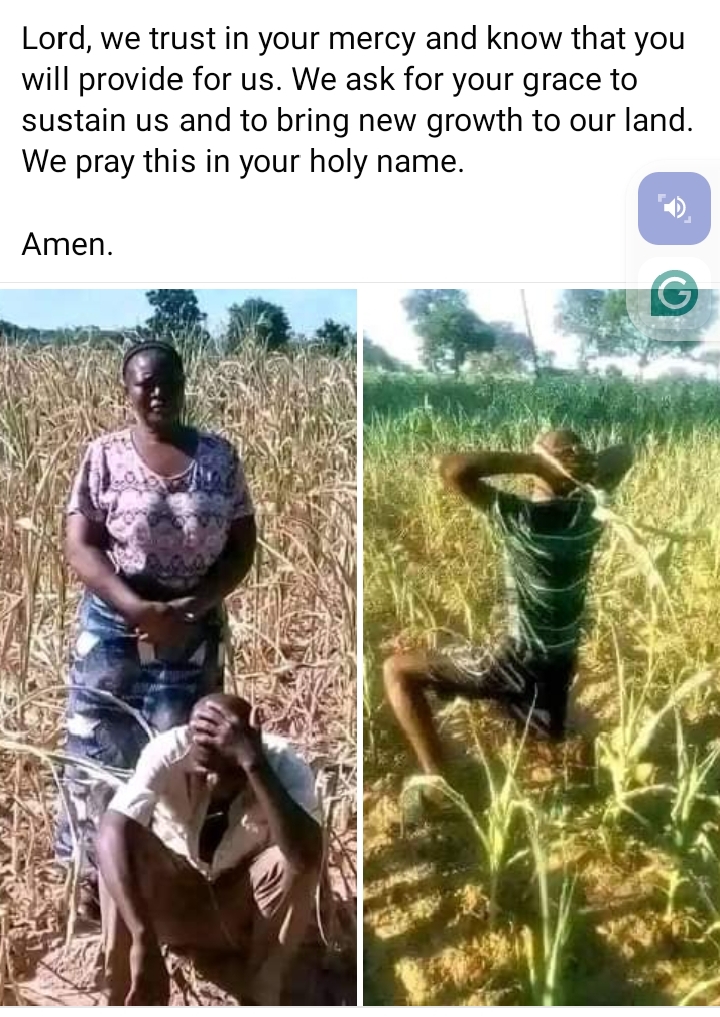 Lord, we trust in your mercy and know that you
will provide for us. We ask for your grace to
sustain us and to bring new growth to our land.
We pray this in your holy name.
Amen.